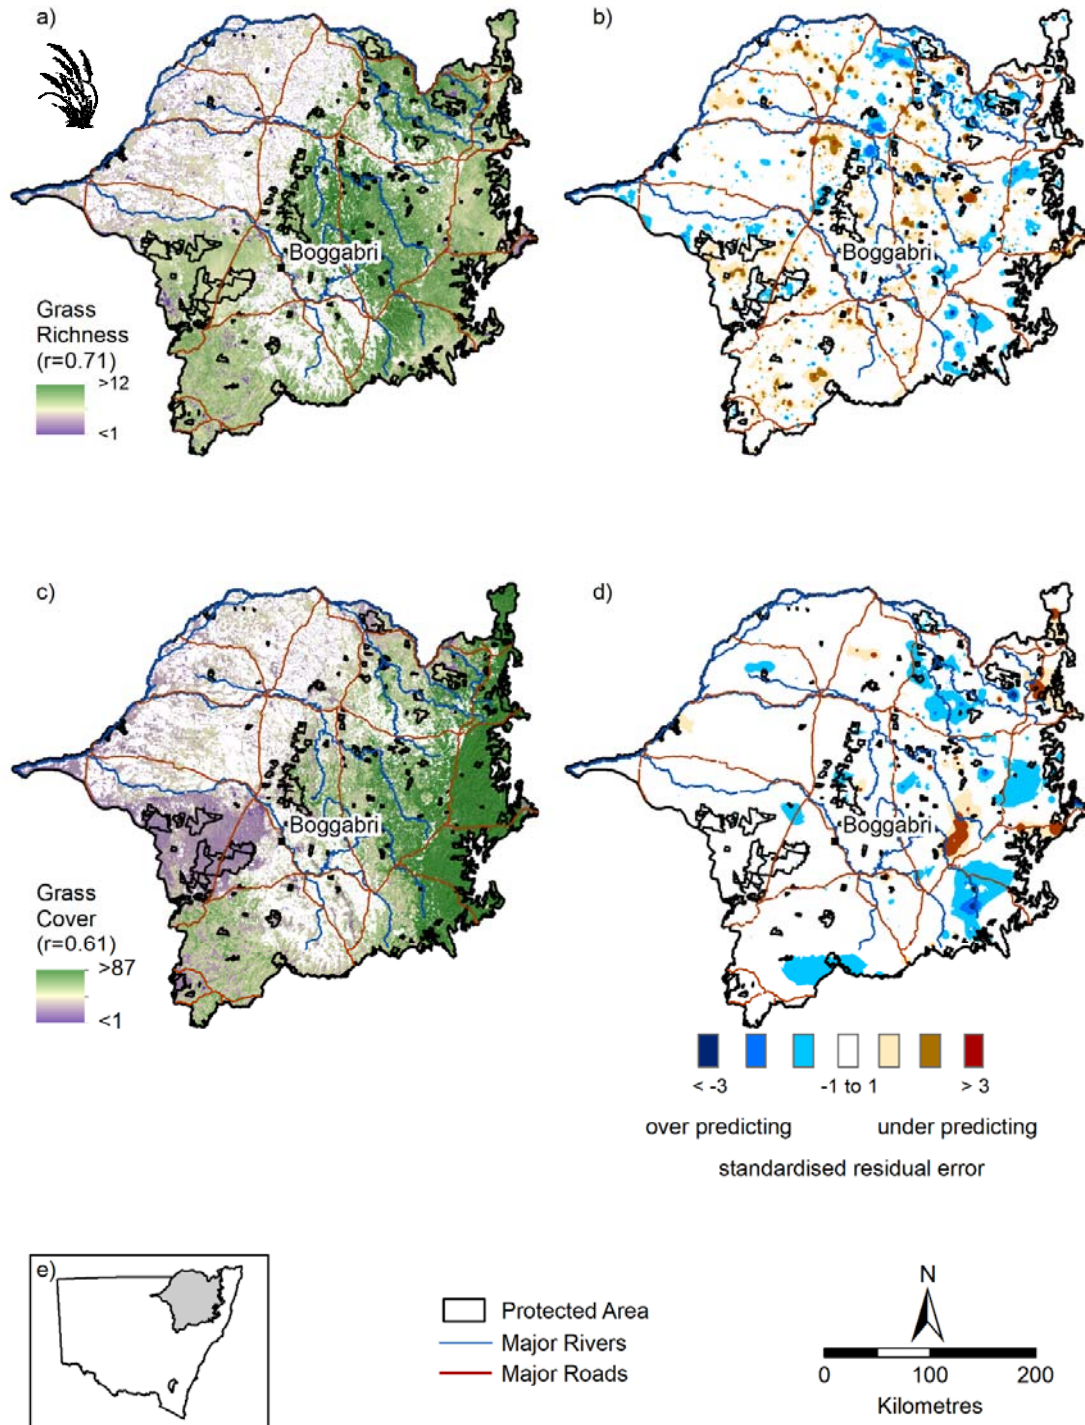 a)
b)
Boggabri
Boggabri
Grass
Richness
(r=0.71)
>12
<1
c)
d)
Boggabri
Boggabri
Grass
Cover
(r=0.61)
>87
<1
< -3
-1 to 1
> 3
over predicting
under predicting
standardised residual error
e)
Protected Area
Major Rivers
Major Roads
N
0
100
200
Kilometres